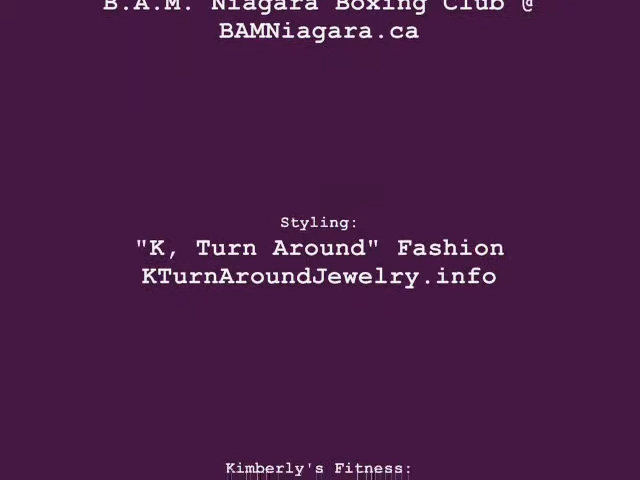 B.A.M. Niagara Boxing Club @
BAMNiagara.ca
Styling:
"K, Turn Around" Fashion
KTurnAroundJewelry.info
Kimberly's Fitness: